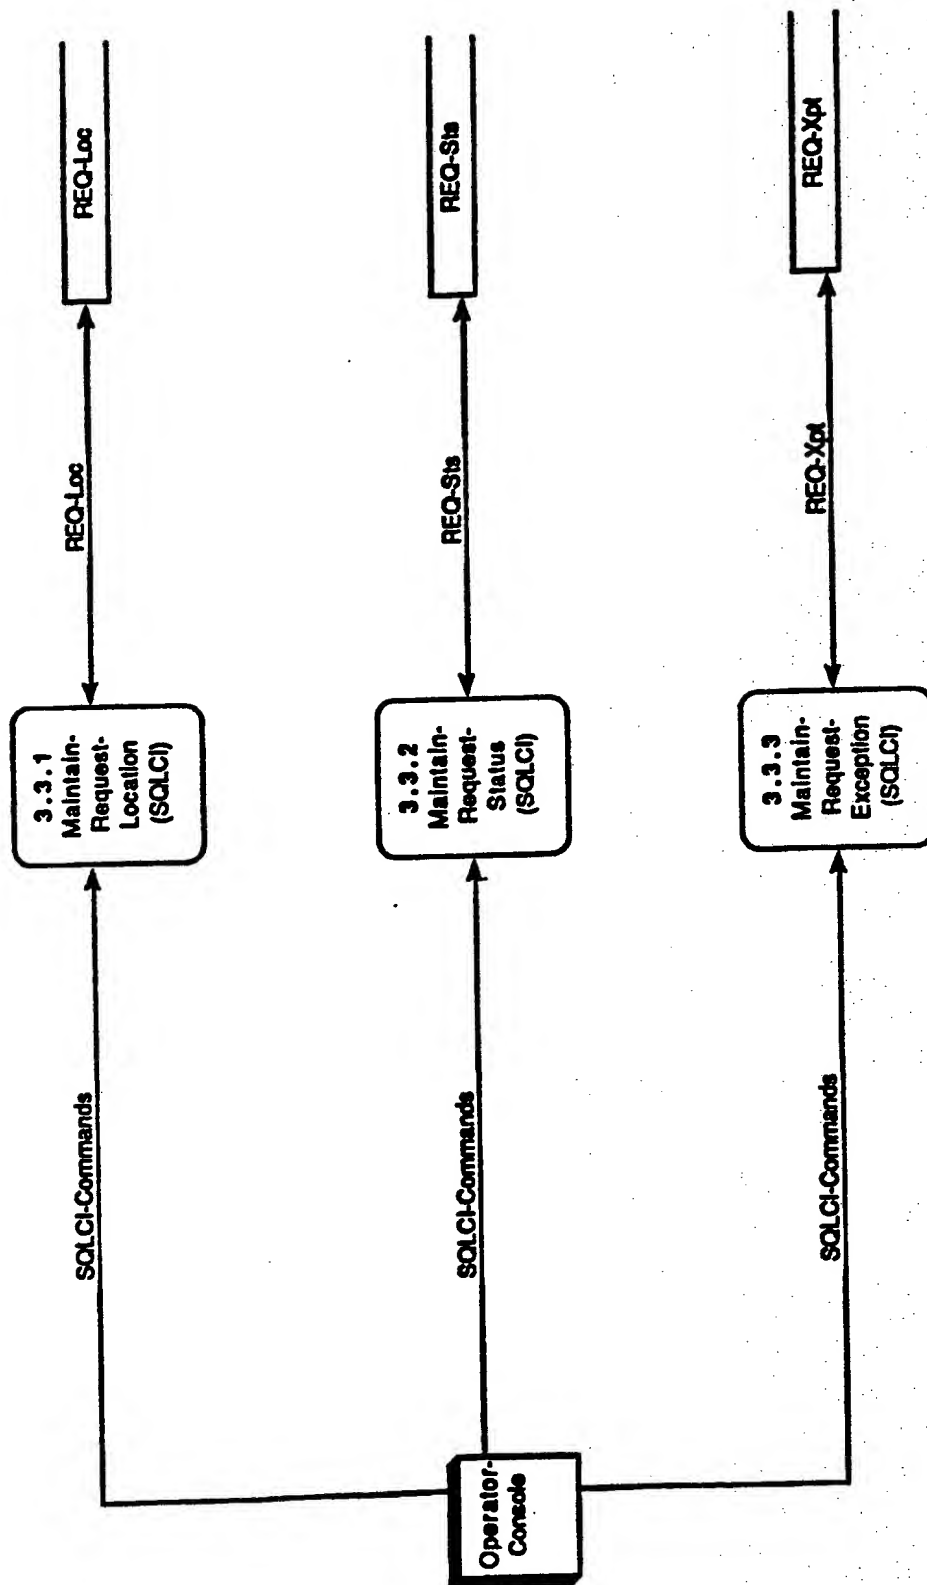 Operator-
Console
SQLCI-Commands
3.3.1
Maintain-
Request-
Location
(SQLCI)
REQ-Loc
REQ-Loc
SQLCI-Commands
3.3.2
Maintain-
Request-
Status
(SQLCI)
REQ-Sts
REQ-Sts
SQLCI-Commands
3.3.3
Maintain-
Request-
Exception
(SQLCI)
REQ-Xpt
REQ-Xpt